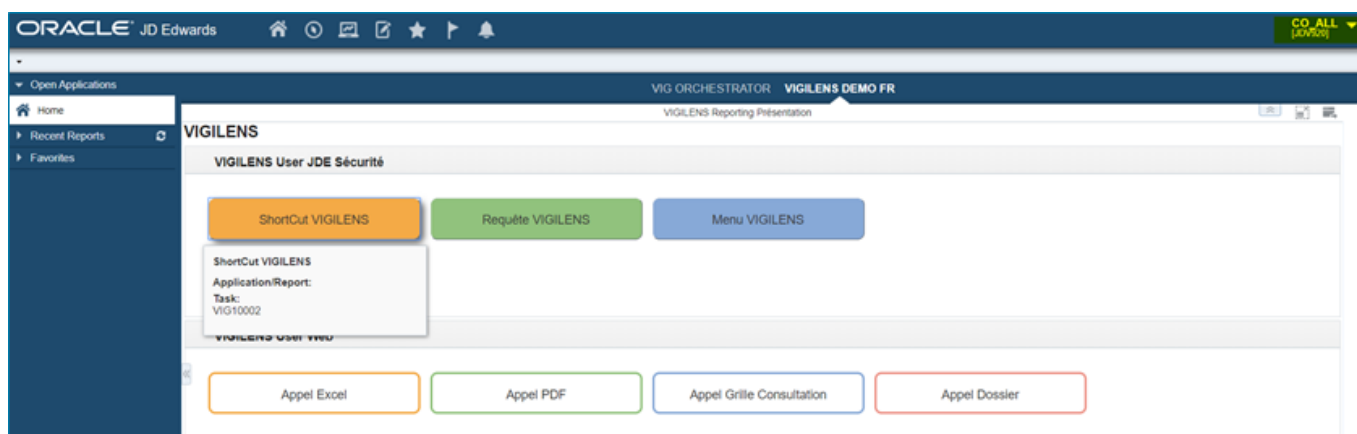 ORACLE JD Edwards
CO_ALL
[JDV920]
Open Applications
VIG ORCHESTRATOR VIGILENS DEMO FR
Home
VIGILENS Reporting Présentation
Recent Reports
VIGILENS
Favorites
VIGILENS User JDE Sécurité
ShortCut VIGILENS
Requête VIGILENS
Menu VIGILENS
ShortCut VIGILENS
Application/Report:
Task:
VIG10002
VIGILENS User Web
Appel Excel
Appel PDF
Appel Grille Consultation
Appel Dossier